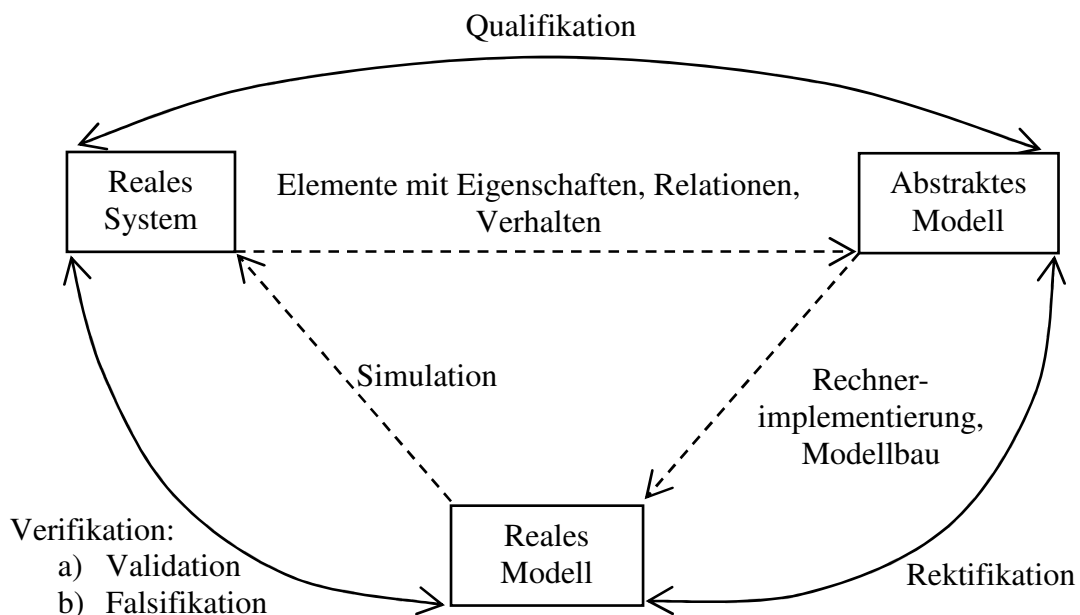 Qualifikation
Reales
System
Elemente mit Eigenschaften, Relationen,
Verhalten
Abstraktes
Modell
Simulation
Rechner-
implementierung,
Modellbau
Reales
Modell
Verifikation:
a) Validation
b) Falsifikation
Rektifikation